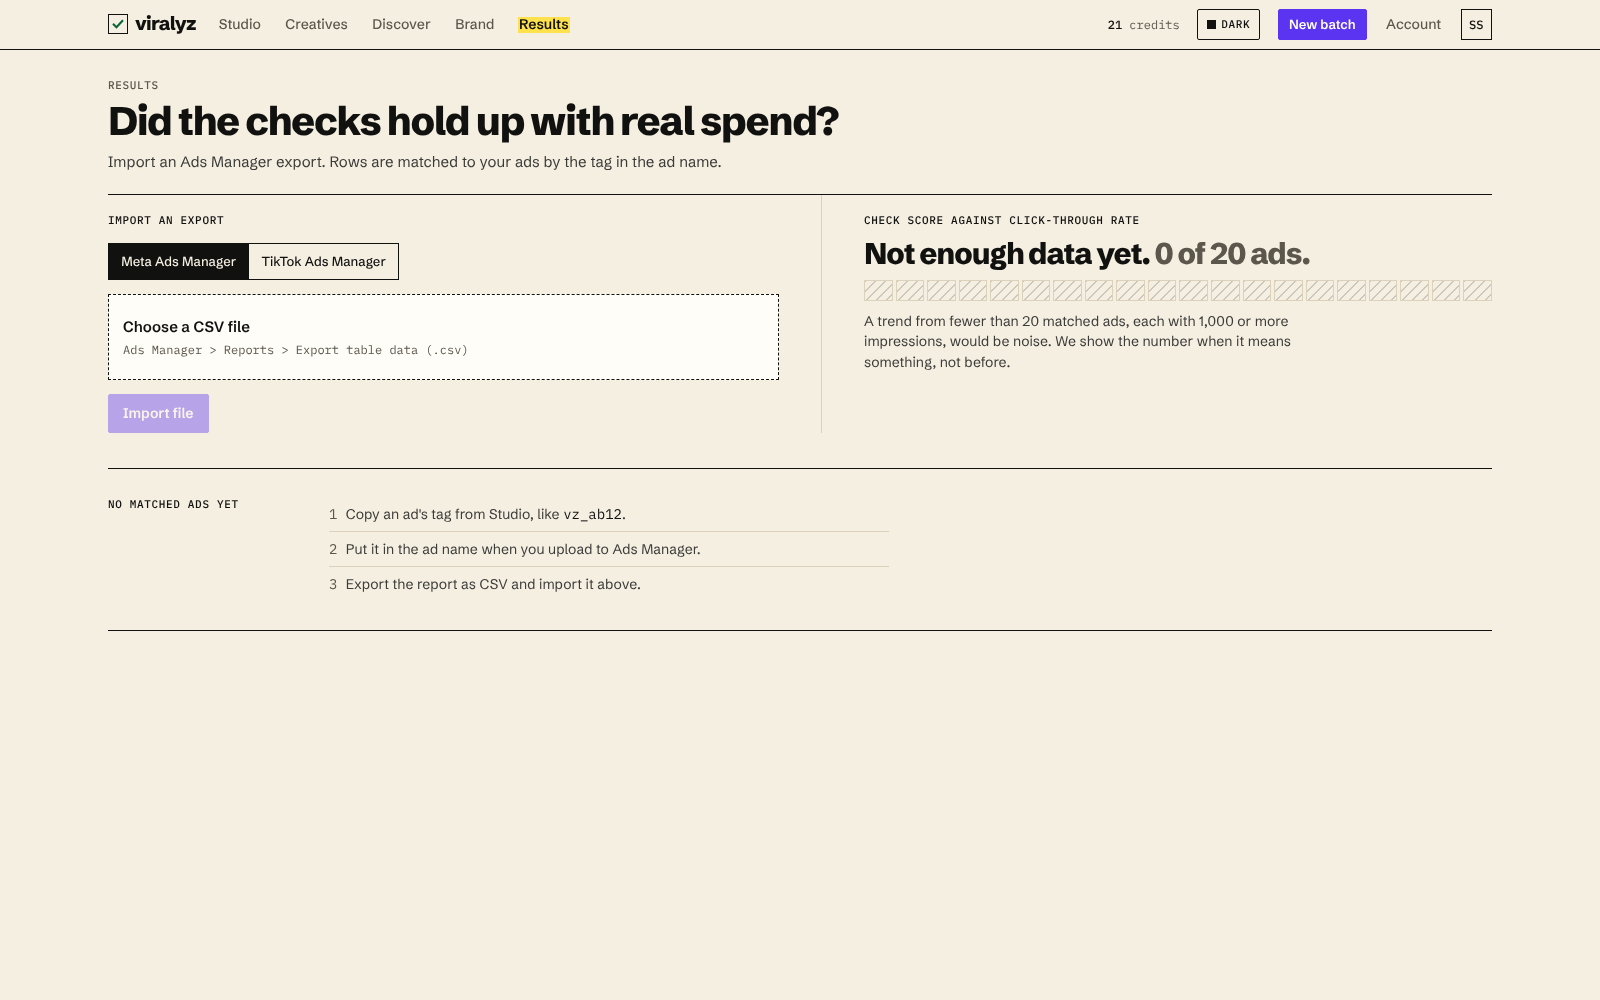 viralyz Studio Creatives Discover Brand Results 21 credits DARK New batch Account SS
RESULTS
Did the checks hold up with real spend?
Import an Ads Manager export. Rows are matched to your ads by the tag in the ad name.
IMPORT AN EXPORT
Meta Ads Manager TikTok Ads Manager
Choose a CSV file
Ads Manager > Reports > Export table data (.csv)
Import file
CHECK SCORE AGAINST CLICK-THROUGH RATE
Not enough data yet. 0 of 20 ads.
A trend from fewer than 20 matched ads, each with 1,000 or more
impressions, would be noise. We show the number when it means
something, not before.
NO MATCHED ADS YET
1 Copy an ad's tag from Studio, like vz_ab12.
2 Put it in the ad name when you upload to Ads Manager.
3 Export the report as CSV and import it above.